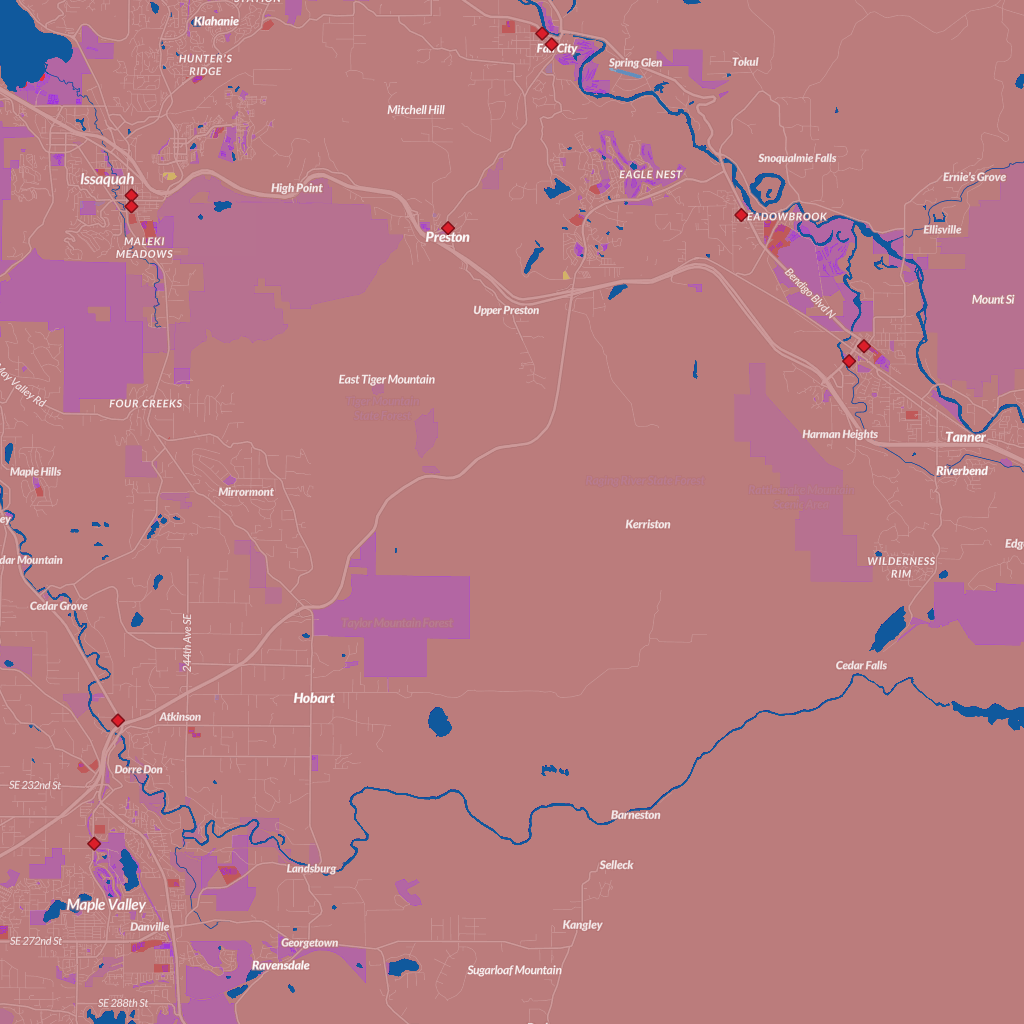 Klahanie
HUNTER'S
RIDGE
Spring Glen
Tokul
Mitchell Hill
Snoqualmie Falls
Issaquah
High Point
EAGLE NEST
Ernie's Grove
Ellisville
MALEKI
MEADOWS
Preston
Bendigo Blvd N
Mount Si
Upper Preston
May Valley Rd
East Tiger Mountain
FOUR CREEKS
Harman Heights
Tanner
Riverbend
Maple Hills
Mirrormont
Kerriston
WILDERNESS
RIM
Cedar Grove
244th Ave SE
Taylor Mountain Forest
Cedar Falls
Hobart
Atkinson
Dorre Don
SE 232nd St
Barneston
Landsburg
Selleck
Maple Valley
Danville
Kangley
SE 272nd St
Georgetown
Ravensdale
Sugarloaf Mountain
SE 288th St